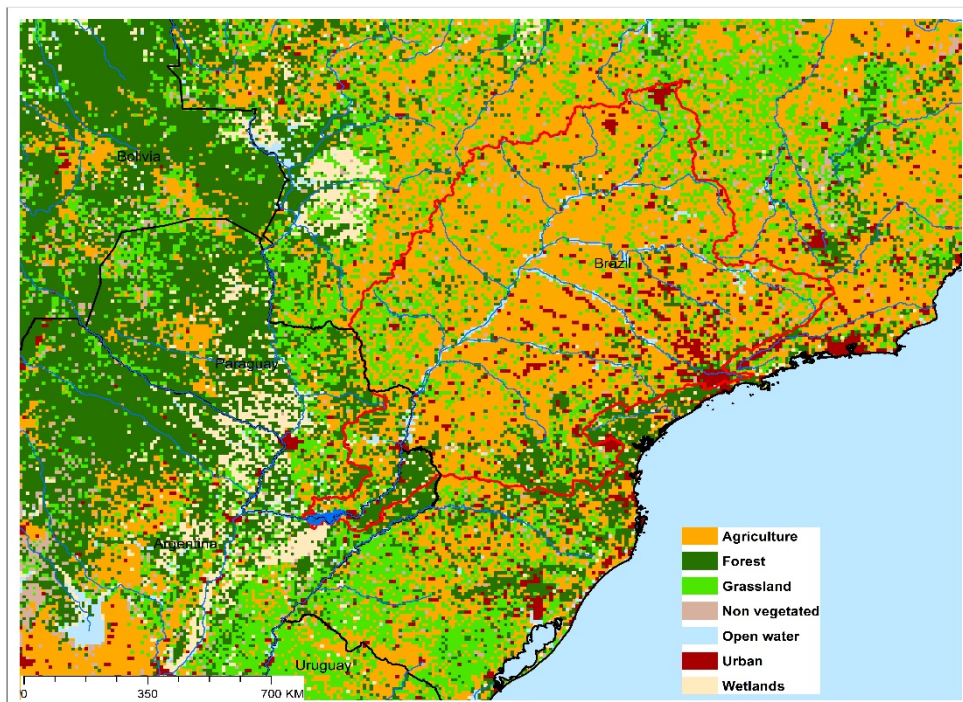 Bolivia
Brazil
Paraguay
Argentina
Uruguay
Agriculture
Forest
Grassland
Non vegetated
Open water
Urban
Wetlands
0 350 700 KM